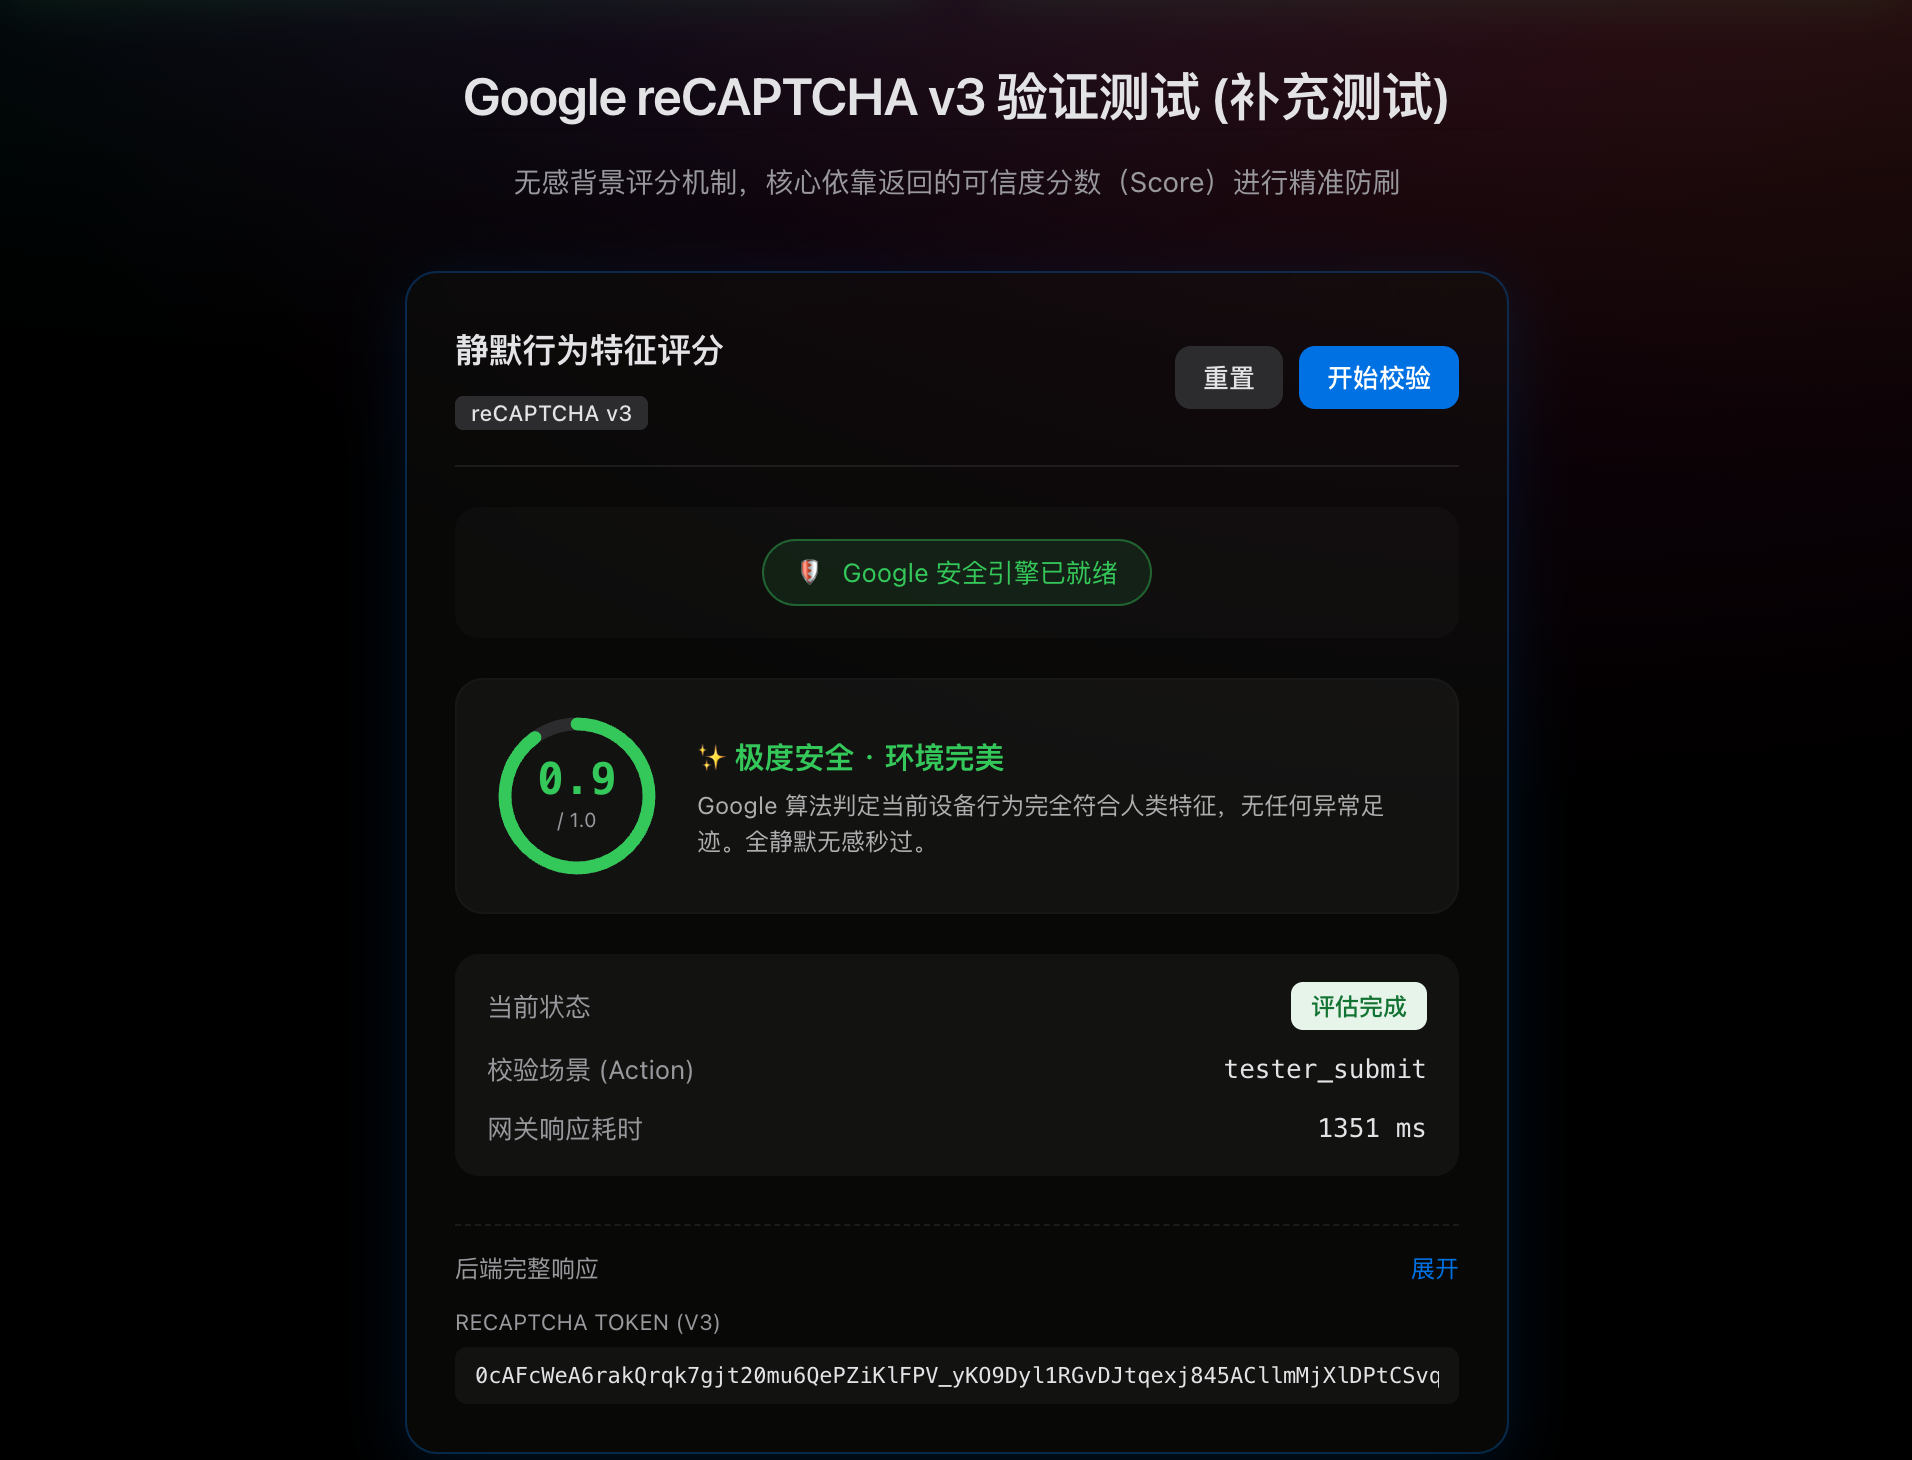 Google reCAPTCHA v3 验证测试 (补充测试)
无感背景评分机制，核心依靠返回的可信度分数（Score）进行精准防刷
静默行为特征评分
reCAPTCHA v3
重置
开始校验
Google 安全引擎已就绪
0.9
/ 1.0
✨ 极度安全 · 环境完美
Google 算法判定当前设备行为完全符合人类特征，无任何异常足
迹。全静默无感秒过。
当前状态
评估完成
校验场景 (Action)
tester_submit
网关响应耗时
1351 ms
后端完整响应
展开
RECAPTCHA TOKEN (V3)
0cAFcWeA6rakQrqk7gjt20mu6QePZiKlFPV_yKO9Dyl1RGvDJtqexj845ACllmMjXlDPtCSvq